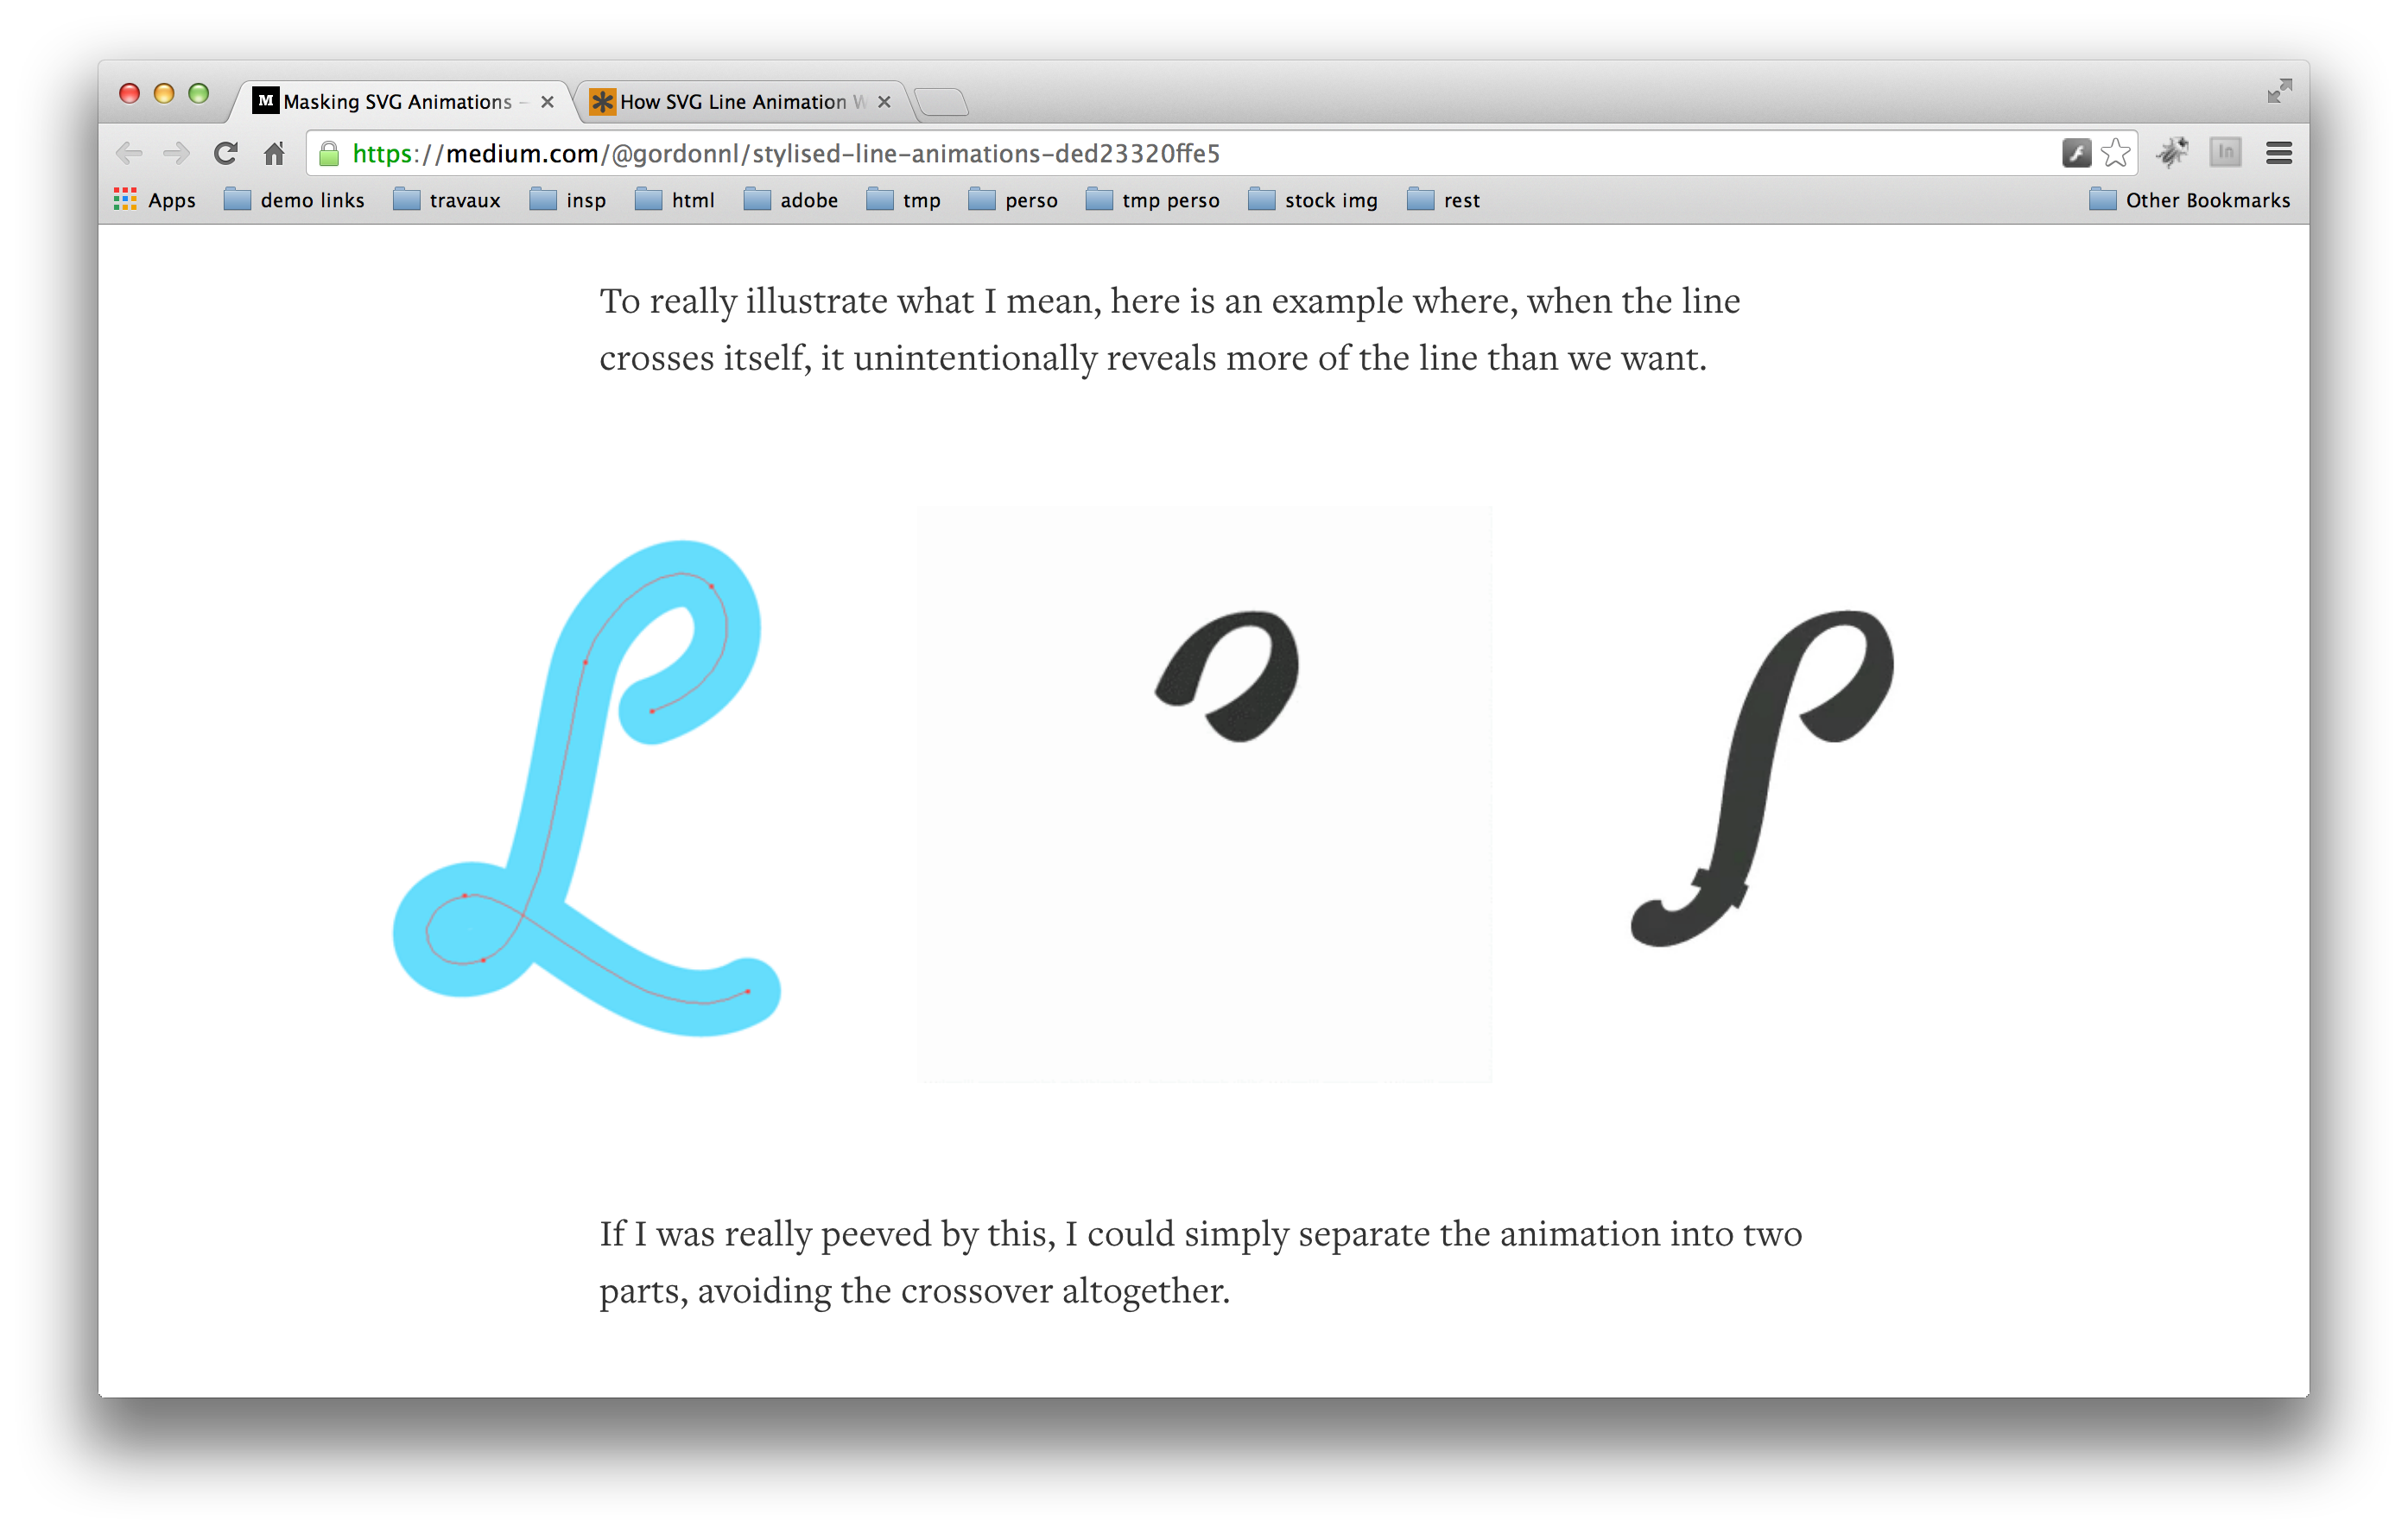 M Masking SVG Animations –
How SVG Line Animation W
https://medium.com/@gordonnl/stylised-line-animations-ded23320ffe5
In
Apps demo links travaux insp html adobe tmp perso tmp perso stock img rest Other Bookmarks
To really illustrate what I mean, here is an example where, when the line
crosses itself, it unintentionally reveals more of the line than we want.
If I was really peeved by this, I could simply separate the animation into two
parts, avoiding the crossover altogether.